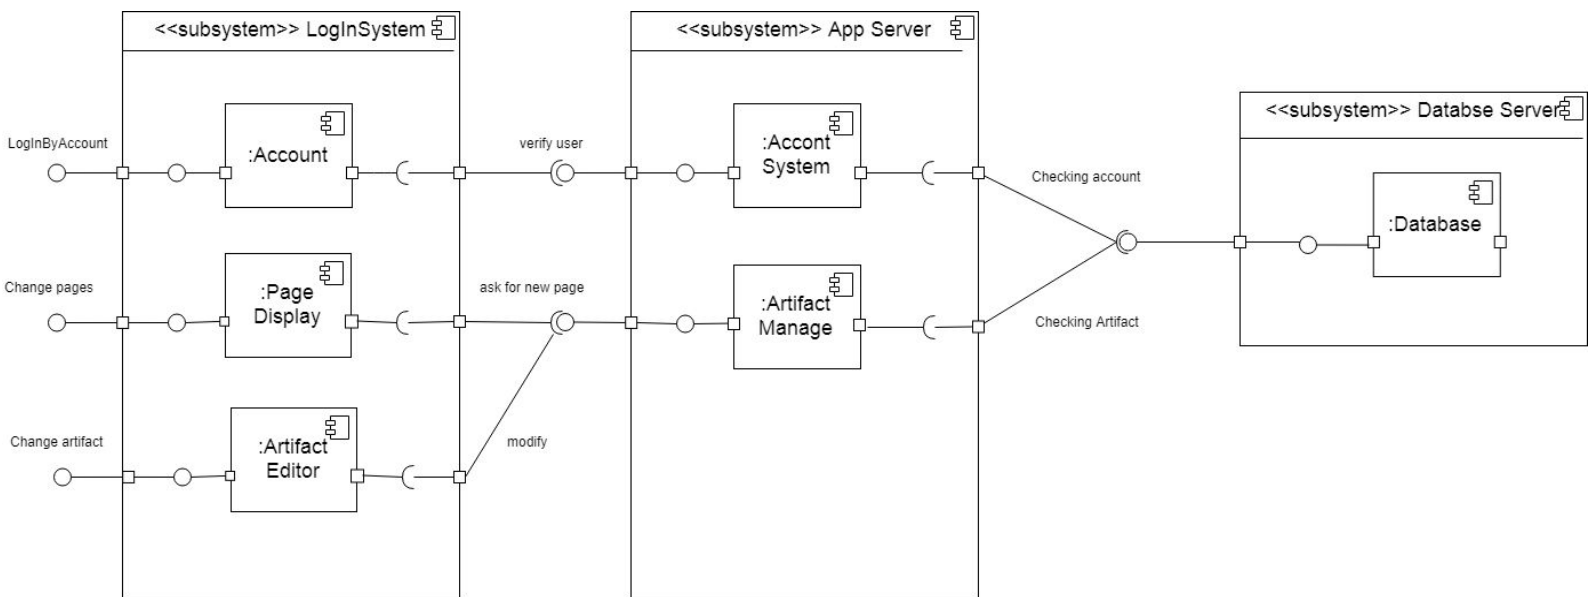 <<subsystem>> LogInSystem
<<subsystem>> App Server
<<subsystem>> Databse Server
LogInByAccount
:Account
verify user
:Accont
System
Checking account
:Database
Change pages
:Page
Display
ask for new page
:Artifact
Manage
Checking Artifact
Change artifact
:Artifact
Editor
modify